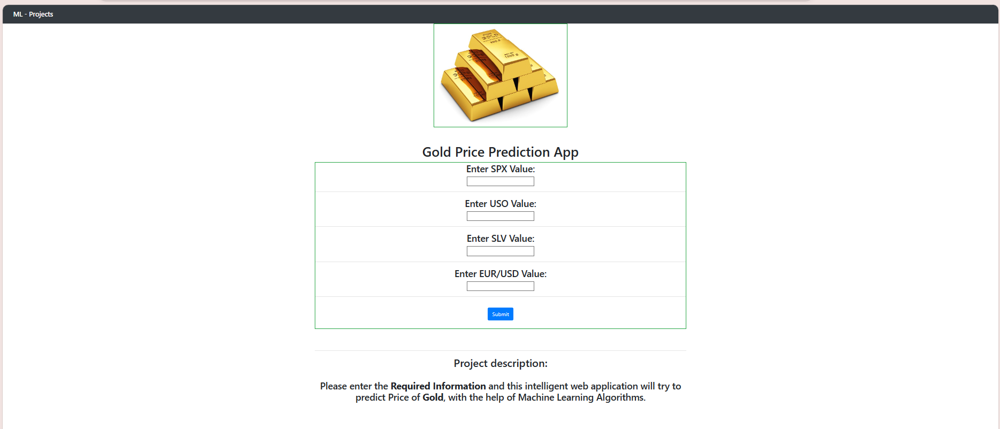 ML - Projects
GOLD
1000 g
Gold Price Prediction App
Enter SPX Value:
Enter USO Value:
Enter SLV Value:
Enter EUR/USD Value:
Submit
Project description:
Please enter the Required Information and this intelligent web application will try to
predict Price of Gold, with the help of Machine Learning Algorithms.